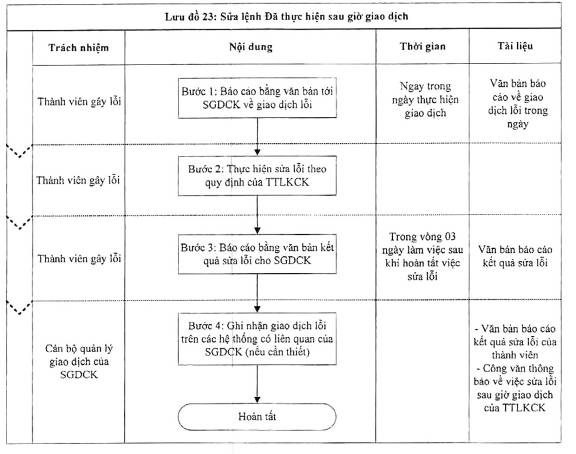 Lưu đồ 23: Sửa lệnh Đã thực hiện sau giờ giao dịch
Trách nhiệm
Nội dung
Thời gian
Tài liệu
Thành viên gây lỗi
Bước 1: Báo cáo bằng văn bản tới
SGDCK về giao dịch lỗi
Ngay trong
ngày thực hiện
giao dịch
Văn bản báo
cáo về giao
dịch lỗi trong
ngày
Thành viên gây lỗi
Bước 2: Thực hiện sửa lỗi theo
quy định của TTLKCK
Thành viên gây lỗi
Bước 3: Báo cáo bằng văn bản kết
quả sửa lỗi cho SGDCK
Trong vòng 03
ngày làm việc sau
khi hoàn tất việc
sửa lỗi
Văn bản báo cáo
kết quả sửa lỗi
Cán bộ quản lý
giao dịch của
SGDCK
Bước 4: Ghi nhận giao dịch lỗi
trên các hệ thống có liên quan của
SGDCK (nếu cần thiết)
Hoàn tất
- Văn bản báo cáo
kết quả sửa lỗi của
thành viên
- Công văn thông
báo về việc sửa lỗi
sau giờ giao dịch
của TTLKCK